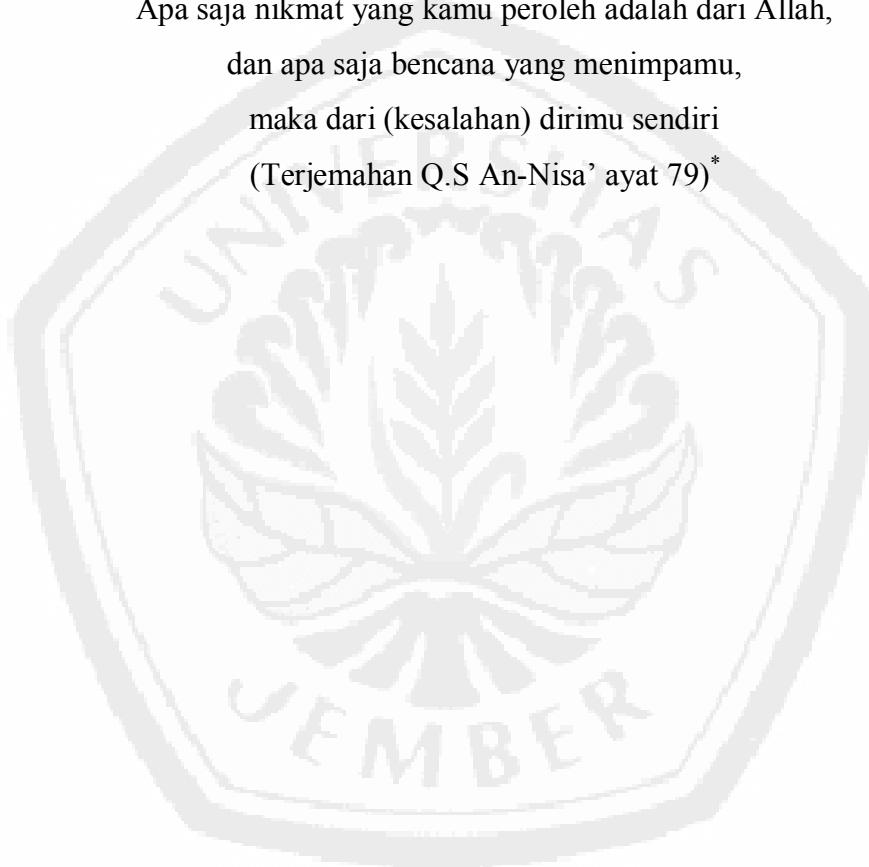 Apa saja nikmat yang kamu peroleh adalah dari Allah,
dan apa saja bencana yang menimpamu,
maka dari (kesalahan) dirimu sendiri
(Terjemahan Q.S An-Nisa’ ayat 79)*
UNIVERSITAS
JEMBER